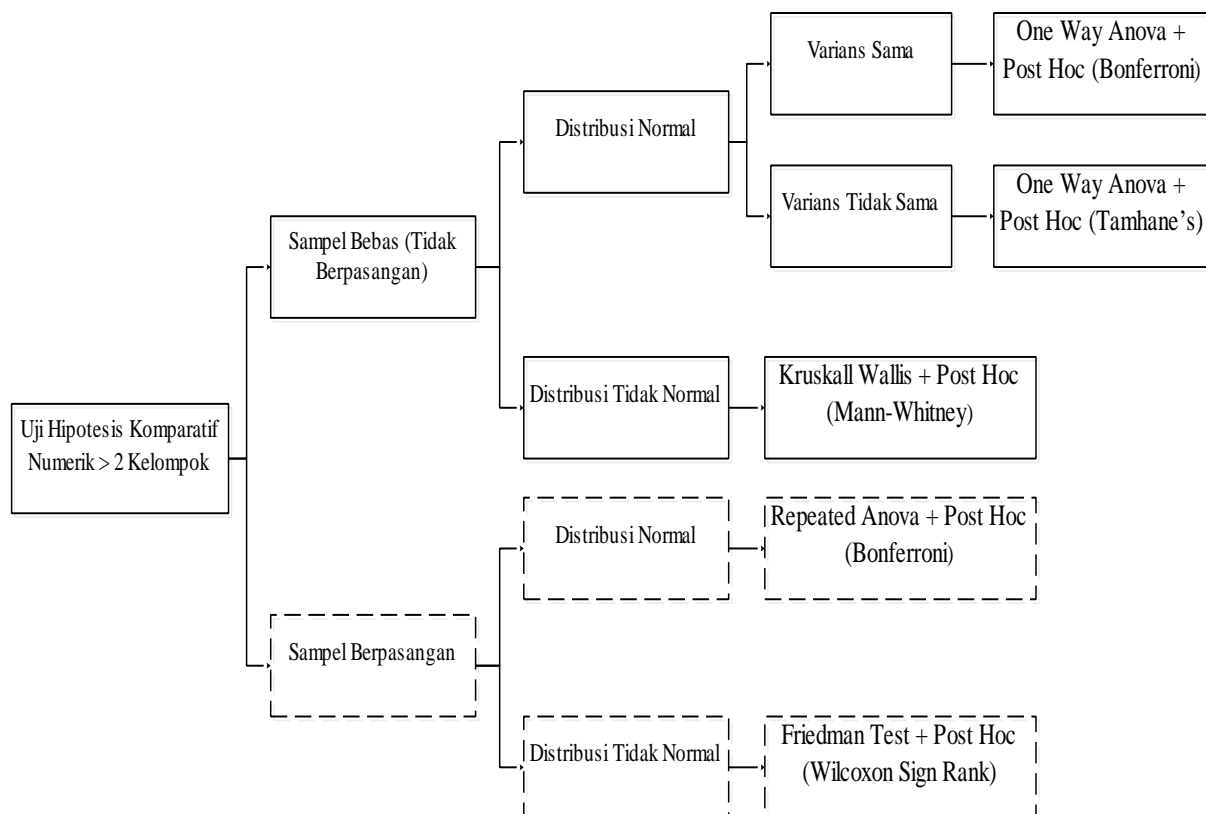 Uji Hipotesis Komparatif
Numerik > 2 Kelompok
Sampel Bebas (Tidak
Berpasangan)
Distribusi Normal
Varians Sama
One Way Anova +
Post Hoc (Bonferroni)
Varians Tidak Sama
One Way Anova +
Post Hoc (Tamhane’s)
Distribusi Tidak Normal
Kruskall Wallis + Post Hoc
(Mann-Whitney)
Sampel Berpasangan
Distribusi Normal
Repeated Anova + Post Hoc
(Bonferroni)
Distribusi Tidak Normal
Friedman Test + Post Hoc
(Wilcoxon Sign Rank)